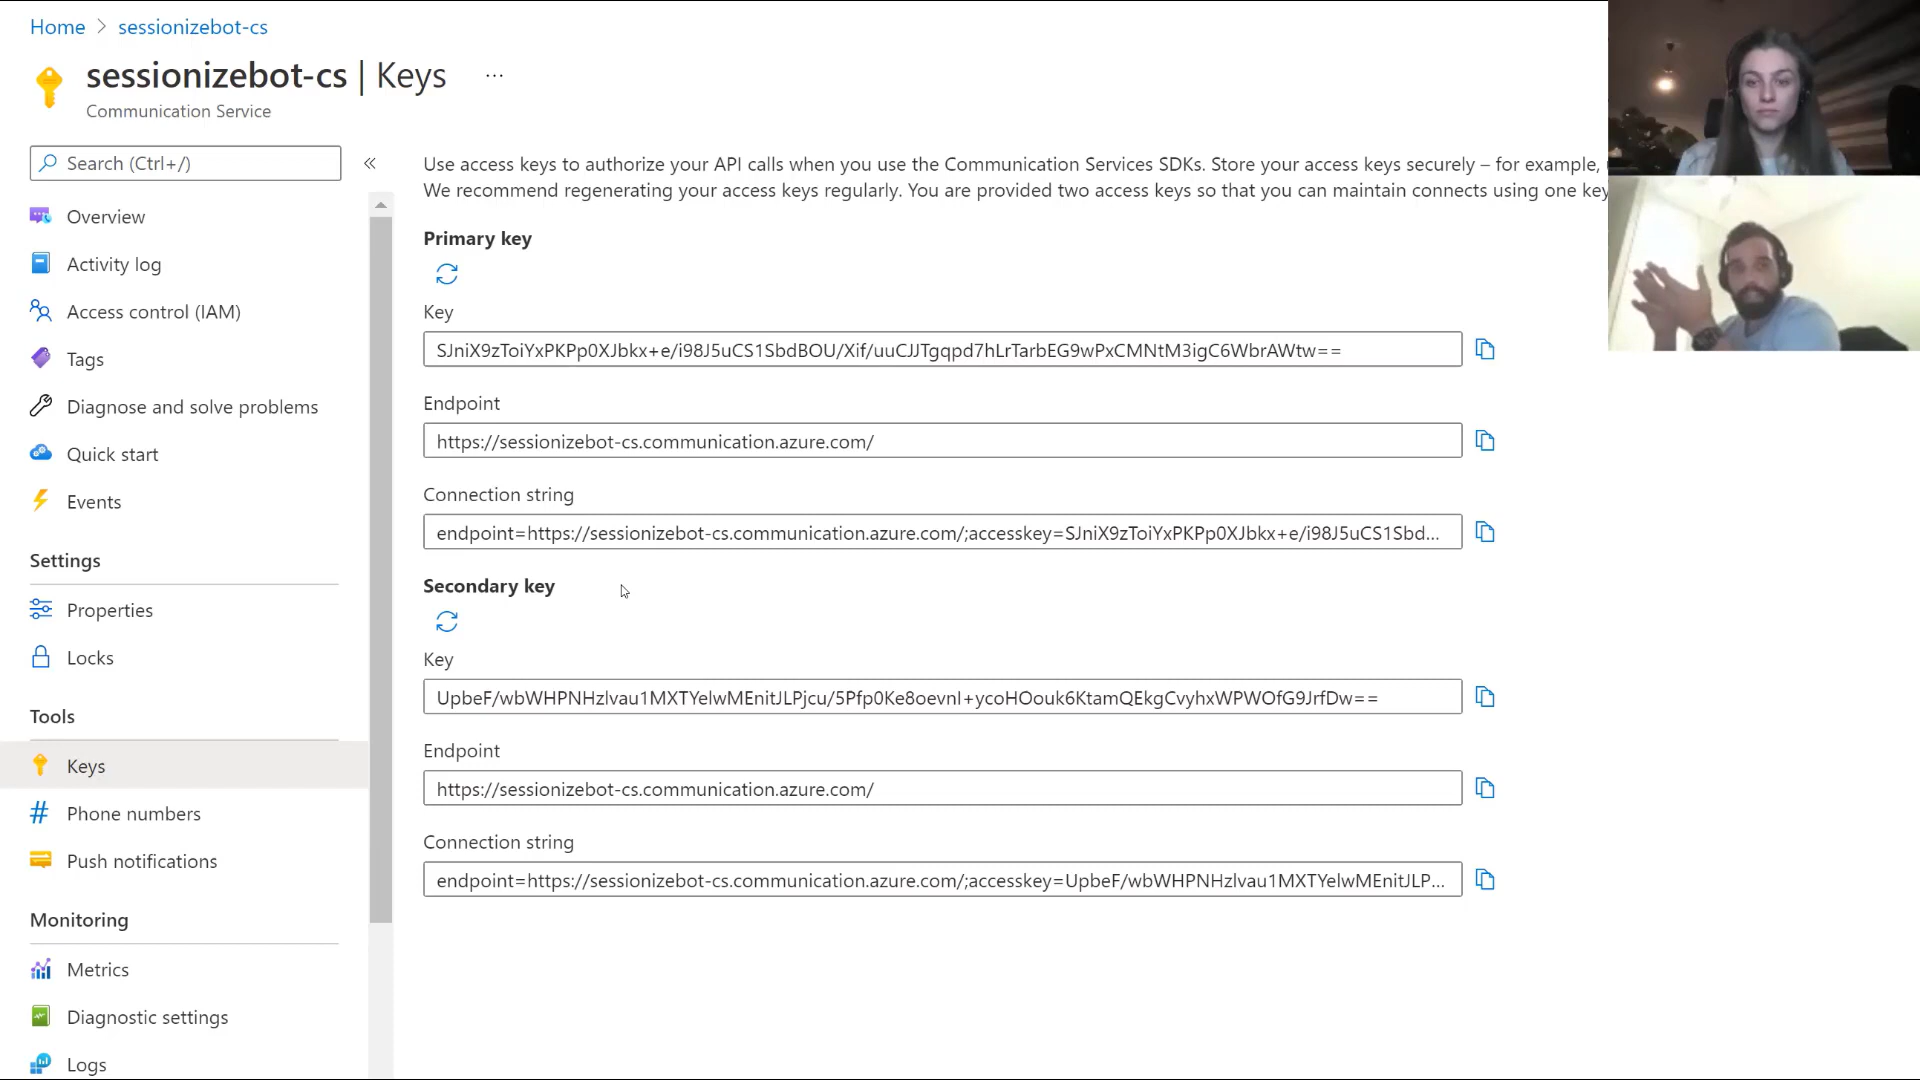 Home > sessionizebot-cs
sessionizebot-cs | Keys ...
Communication Service
Search (Ctrl+/)
«
Overview
Activity log
Access control (IAM)
Tags
Diagnose and solve problems
Quick start
Events
Settings
Properties
Locks
Tools
Keys
Phone numbers
Push notifications
Monitoring
Metrics
Diagnostic settings
Logs
Use access keys to authorize your API calls when you use the Communication Services SDKs. Store your access keys securely – for example,
We recommend regenerating your access keys regularly. You are provided two access keys so that you can maintain connects using one key
Primary key
Key
SJniX9zToiYxPKPp0XJbkx+e/i98J5uCS1SbdBOU/Xif/uuCJJTgqpd7hLrTarbEG9wPxCMNtM3igC6WbrAWtw==
Endpoint
https://sessionizebot-cs.communication.azure.com/
Connection string
endpoint=https://sessionizebot-cs.communication.azure.com/;accesskey=SJniX9zToiYxPKPp0XJbkx+e/i98J5uCS1Sbd...
Secondary key
Key
UpbeF/wbWHPNHzlvau1MXTYelwMEnitJLPjcu/5Pfp0Ke8oevnI+ycoHOouk6KtamQEkgCvyhxWPWOfG9JrfDw==
Endpoint
https://sessionizebot-cs.communication.azure.com/
Connection string
endpoint=https://sessionizebot-cs.communication.azure.com/;accesskey=UpbeF/wbWHPNHzlvau1MXTYelwMEnitJLP...